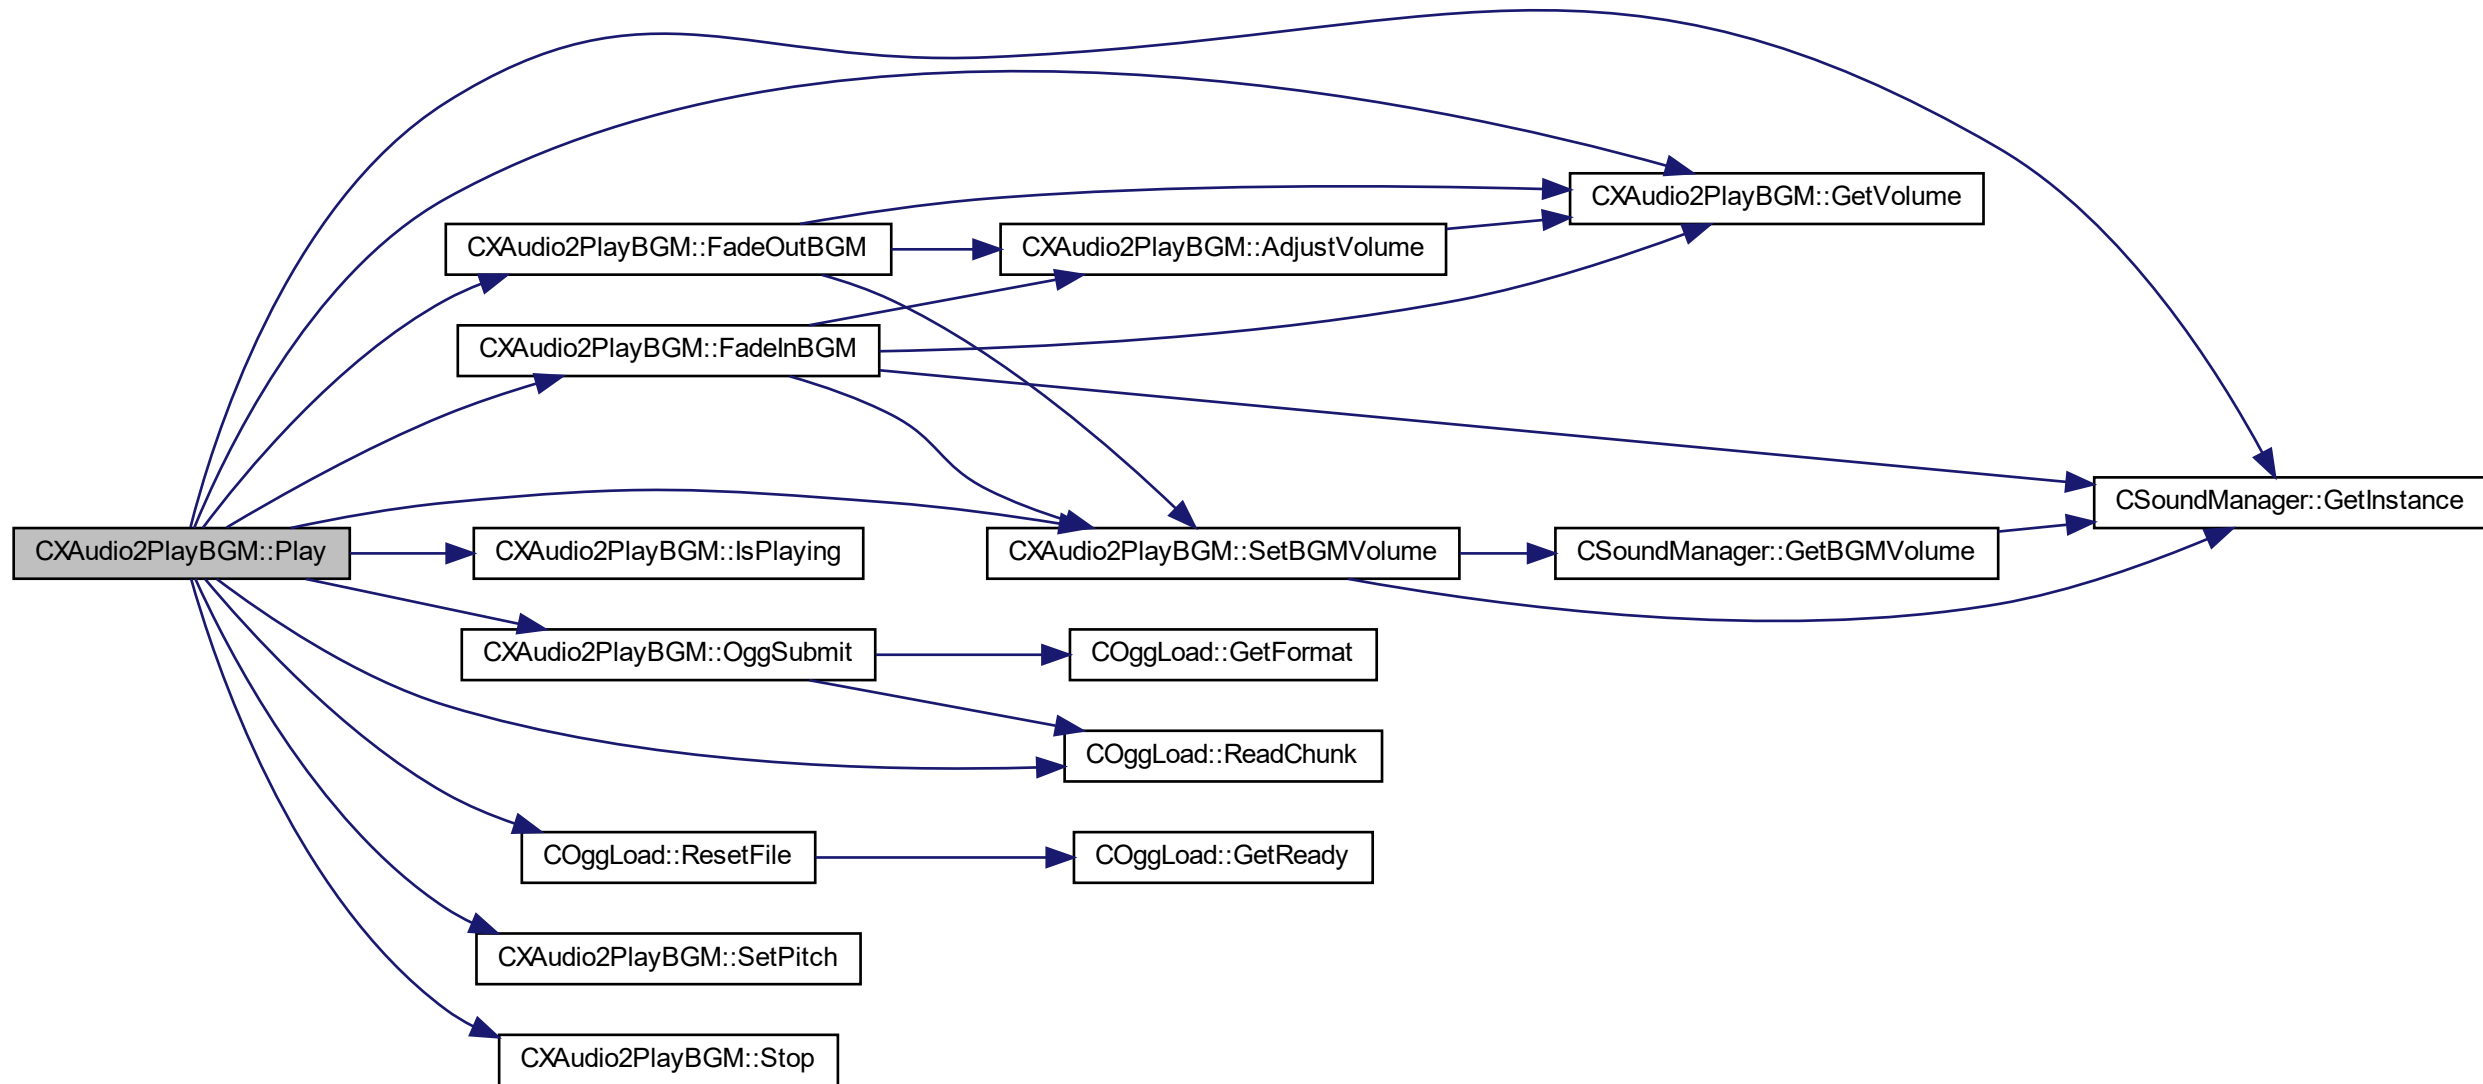 CXAudio2PlayBGM::GetVolume
CXAudio2PlayBGM::FadeOutBGM
CXAudio2PlayBGM::AdjustVolume
CXAudio2PlayBGM::FadeInBGM
CSoundManager::GetInstance
CXAudio2PlayBGM::Play
CXAudio2PlayBGM::IsPlaying
CXAudio2PlayBGM::SetBGMVolume
CSoundManager::GetBGMVolume
CXAudio2PlayBGM::OggSubmit
COggLoad::GetFormat
COggLoad::ReadChunk
COggLoad::ResetFile
COggLoad::GetReady
CXAudio2PlayBGM::SetPitch
CXAudio2PlayBGM::Stop